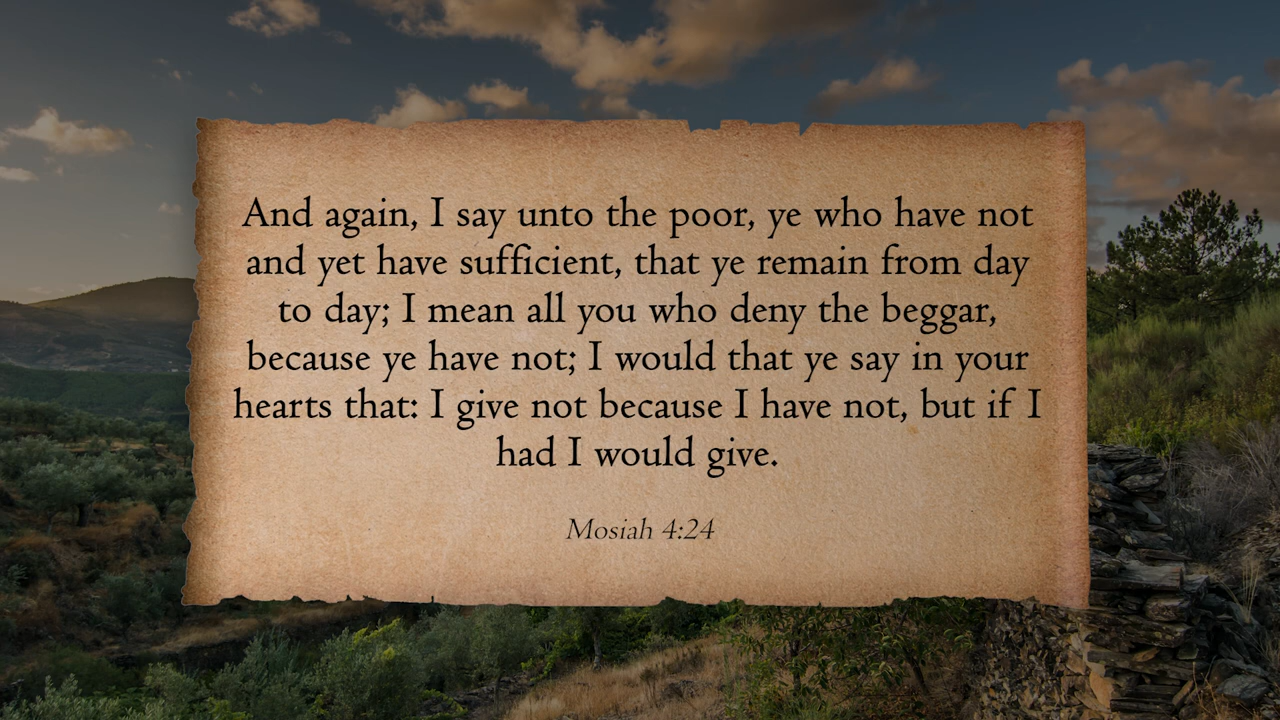 And again, I say unto the poor, ye who have not
and yet have sufficient, that ye remain from day
to day; I mean all you who deny the beggar,
because ye have not; I would that ye say in your
hearts that: I give not because I have not, but if I
had I would give.
Mosiah 4:24